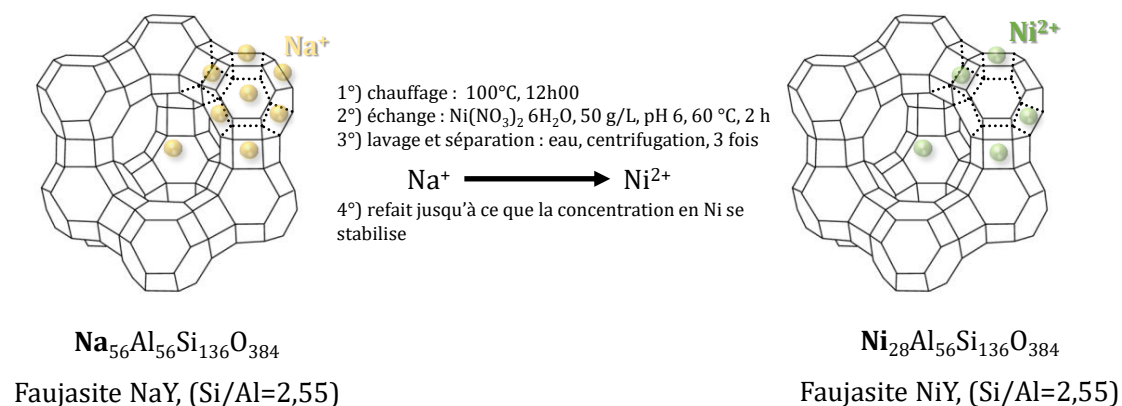 Na⁺
Ni²⁺
1°) chauffage : 100°C, 12h00
2°) échange : Ni(NO₃)₂ 6H₂O, 50 g/L, pH 6, 60 °C, 2 h
3°) lavage et séparation : eau, centrifugation, 3 fois
Na⁺ Ni²⁺
4°) refait jusqu'à ce que la concentration en Ni se
stabilise
Na₅₆Al₅₆Si₁₃₆O₃₈₄
Faujasite NaY, (Si/Al=2,55)
Ni₂₈Al₅₆Si₁₃₆O₃₈₄
Faujasite NiY, (Si/Al=2,55)